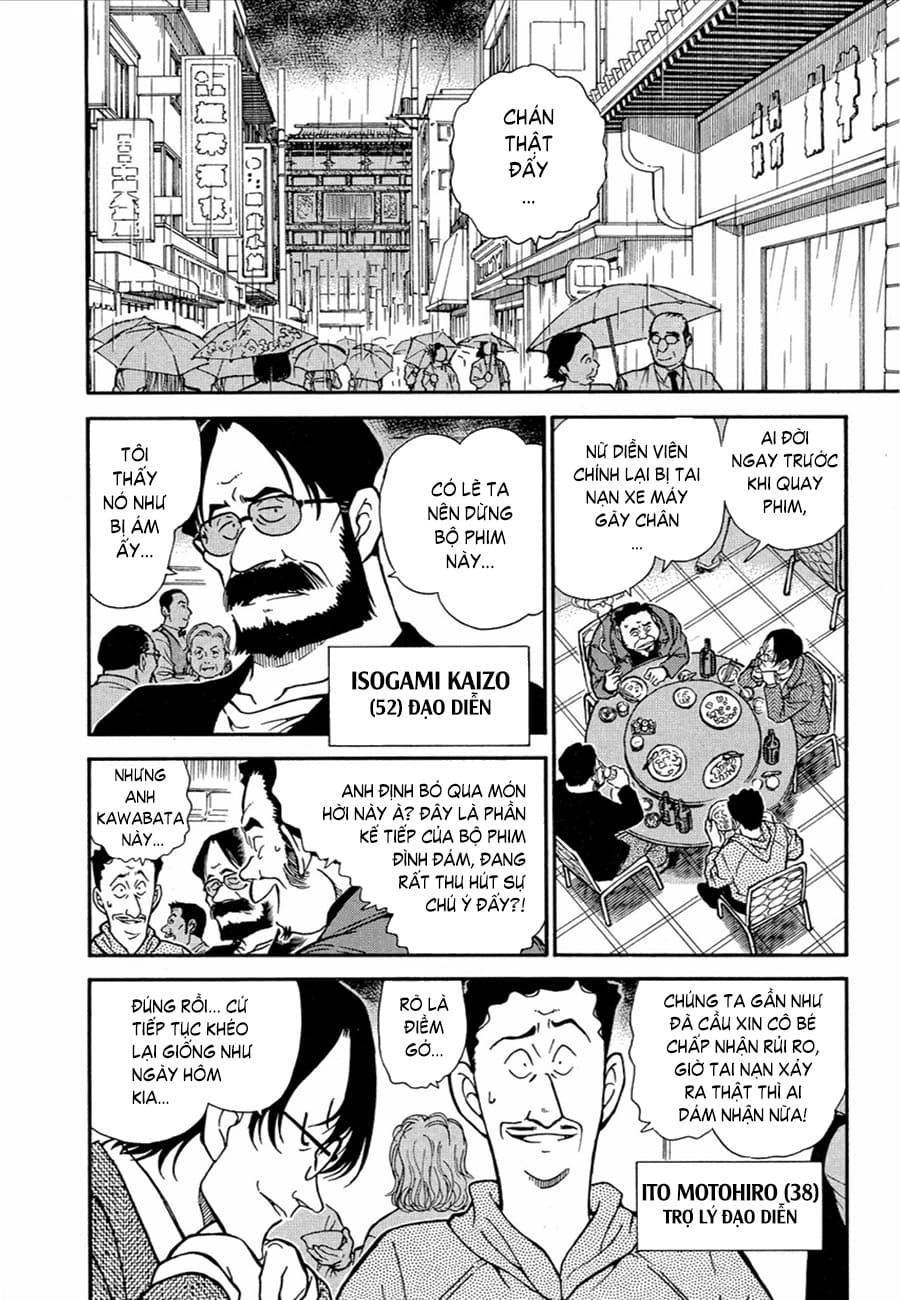 CHÁN
THẬT
ĐẤY
...
AI ĐỜI
NGAY TRƯỚC
KHI QUAY
PHIM,
NỮ DIỄN VIÊN
CHÍNH LẠI BỊ TAI
NẠN XE MÁY
GÃY CHÂN
...
CÓ LẼ TA
NÊN DỪNG
BỘ PHIM
NÀY...
TÔI
THẤY
NÓ NHƯ
BỊ ÁM
ẤY...
ISOGAMI KAIZO
(52) ĐẠO DIỄN
ANH ĐỊNH BỎ QUA MÓN
HỜI NÀY À? ĐÂY LÀ PHẦN
KẾ TIẾP CỦA BỘ PHIM
ĐÌNH ĐÁM, ĐANG
RẤT THU HÚT SỰ
CHÚ Ý ĐẤY?!
NHƯNG
ANH
KAWABATA
NÀY...
CHÚNG TA GẦN NHƯ
ĐÃ CẦU XIN CÔ BÉ
CHẤP NHẬN RỦI RO,
GIỜ TAI NẠN XẢY
RA THẬT THÌ AI
DÁM NHẬN NỮA!
RÕ LÀ
ĐIỀM
GỞ...
ITO MOTOHIRO (38)
TRỢ LÝ ĐẠO DIỄN
ĐÚNG RỒI... CỨ
TIẾP TỤC KHÉO
LẠI GIỐNG NHƯ
NGÀY HÔM
KIA...